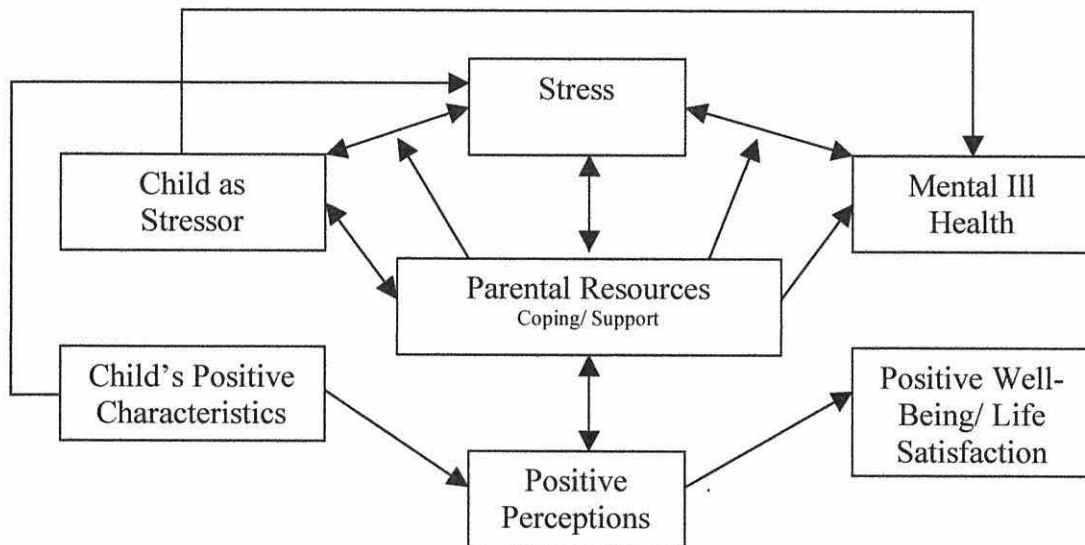 Stress
Child as
Stressor
Mental Ill
Health
Parental Resources
Coping/ Support
Child's Positive
Characteristics
Positive Well-
Being/ Life
Satisfaction
Positive
Perceptions